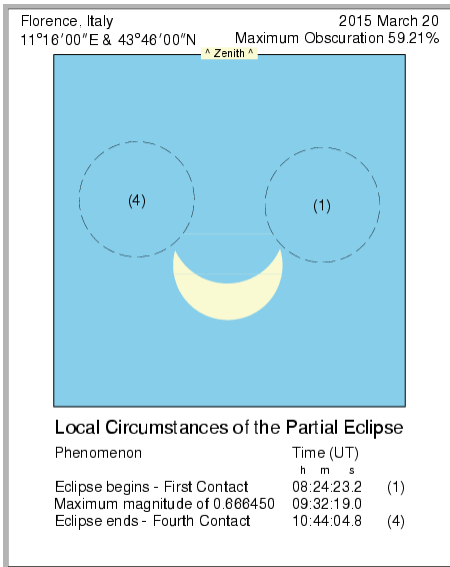 Florence, Italy 2015 March 20
11°16′00″E & 43°46′00″N Maximum Obscuration 59.21%
^ Zenith ^
(4) (1)
Local Circumstances of the Partial Eclipse
Phenomenon Time (UT)
h m s
Eclipse begins - First Contact 08:24:23.2 (1)
Maximum magnitude of 0.666450 09:32:19.0
Eclipse ends - Fourth Contact 10:44:04.8 (4)